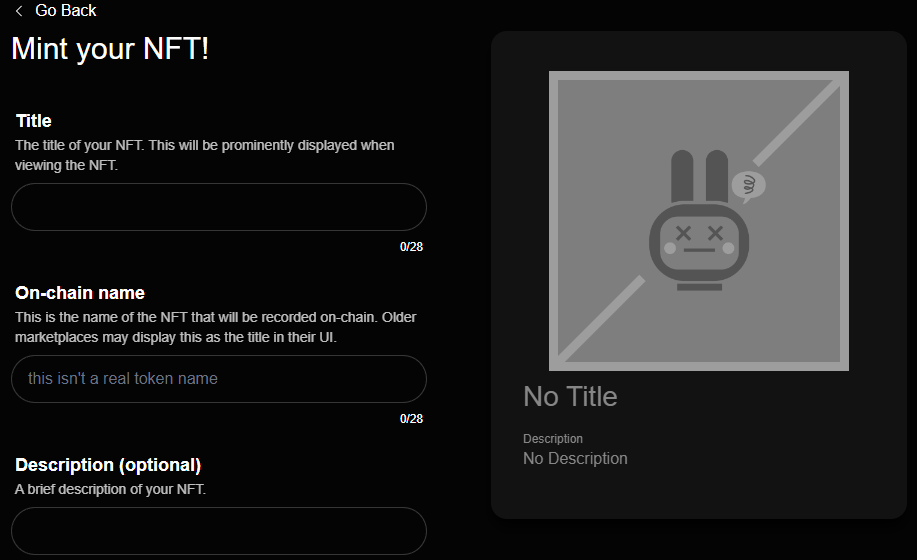 Go Back
Mint your NFT!
Title
The title of your NFT. This will be prominently displayed when
viewing the NFT.
0/28
On-chain name
This is the name of the NFT that will be recorded on-chain. Older
marketplaces may display this as the title in their UI.
this isn't a real token name
0/28
Description (optional)
A brief description of your NFT.
No Title
Description
No Description